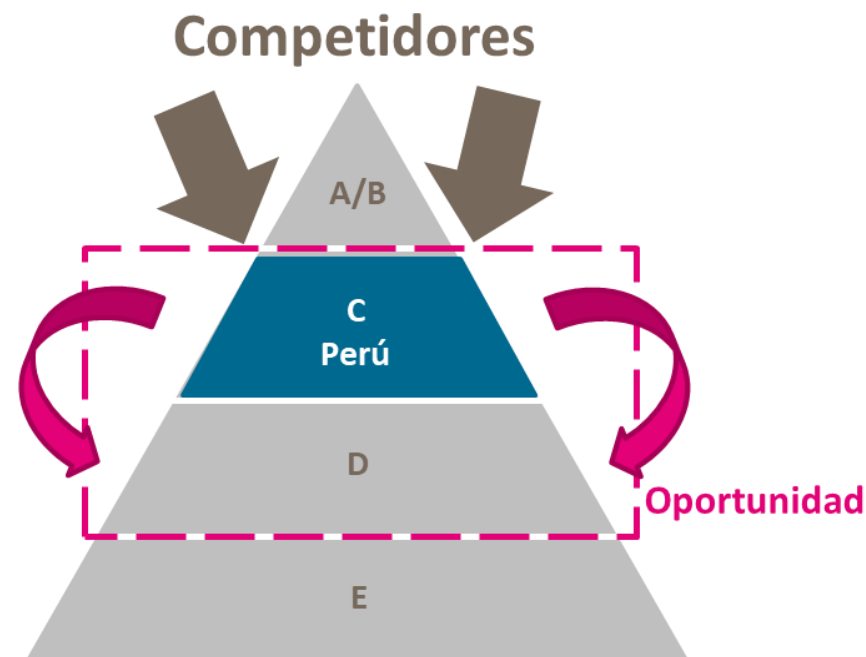 Competidores
A/B
C
Perú
D
Oportunidad
E